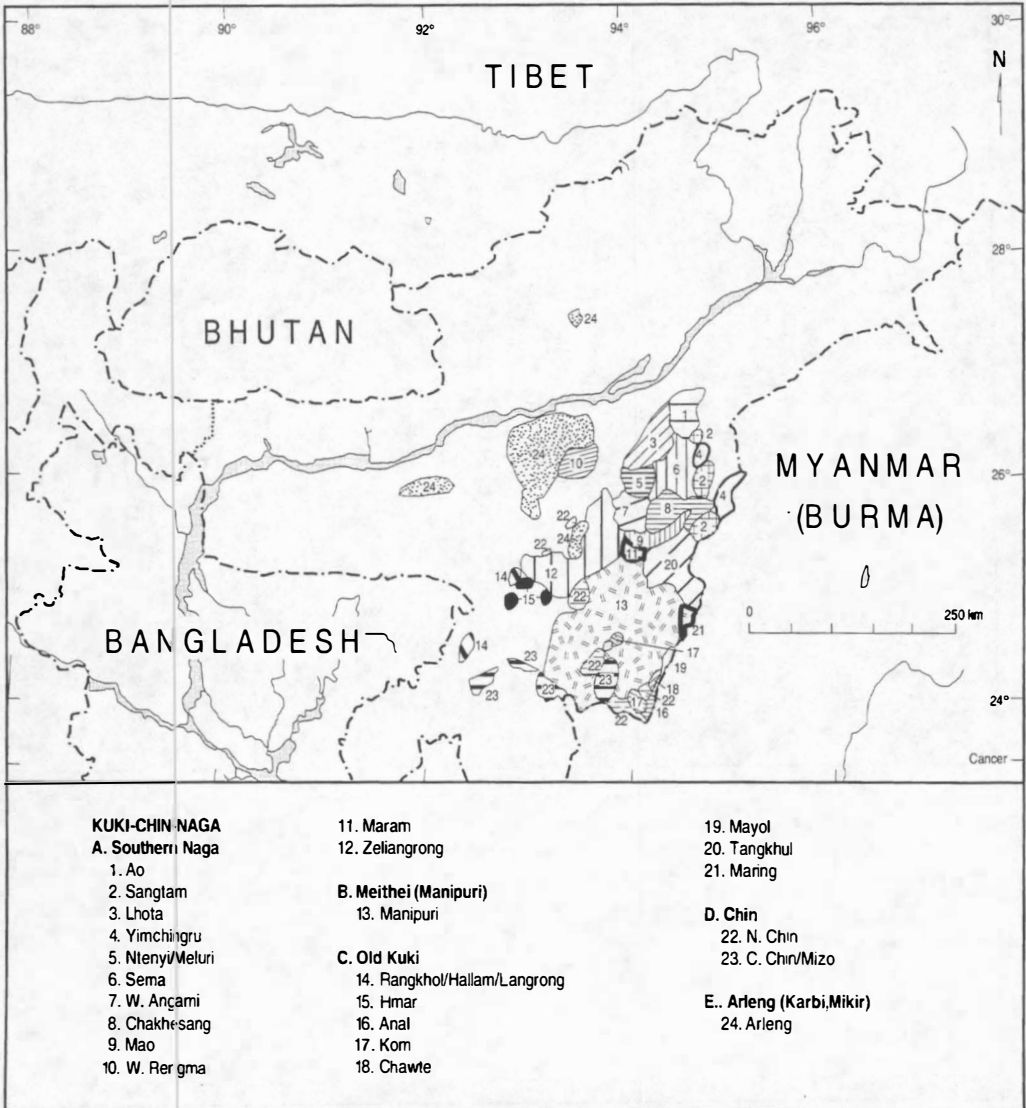 88° 90° 92° 94° 96° 30°
TIBET
N
28°
24
BHUTAN
1
2
3
4
MYANMAR
24 10 6
26°
5 2
24 4
8
(BURMA)
7
22 2
24 9
22 11
20
14 12
13
15 22
0 250 km
21
BANGLADESH
14 17
23 22 19
23 23 23 18
24°
17 22
22 16
Cancer
KUKI-CHIN-NAGA
A. Southern Naga
1. Ao
2. Sangtam
3. Lhota
4. Yimchingru
5. Ntenyi/Meluri
6. Sema
7. W. Angami
8. Chakhesang
9. Mao
10. W. Rengma
11. Maram
12. Zeliangrong
B. Meithei (Manipuri)
13. Manipuri
C. Old Kuki
14. Rangkhol/Hallam/Langrong
15. Hmar
16. Anal
17. Kom
18. Chawte
19. Mayol
20. Tangkhul
21. Maring
D. Chin
22. N. Chin
23. C. Chin/Mizo
E.. Arleng (Karbi,Mikir)
24. Arleng